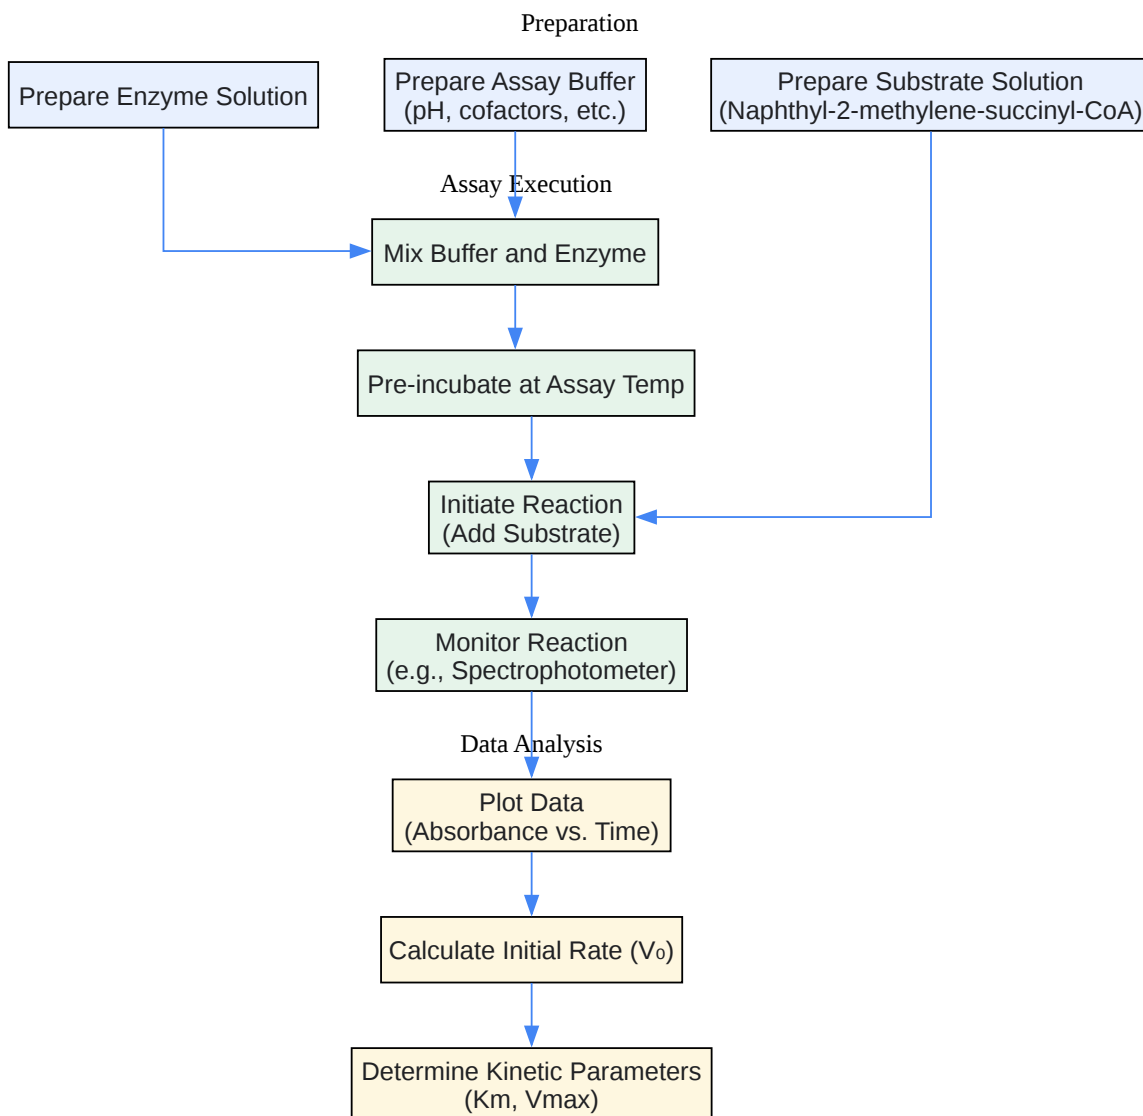 Preparation
Prepare Enzyme Solution
Prepare Assay Buffer
(pH, cofactors, etc.)
Prepare Substrate Solution
(Naphthyl-2-methylene-succinyl-CoA)
Assay Execution
Mix Buffer and Enzyme
Pre-incubate at Assay Temp
Initiate Reaction
(Add Substrate)
Monitor Reaction
(e.g., Spectrophotometer)
Data Analysis
Plot Data
(Absorbance vs. Time)
Calculate Initial Rate (V₀)
Determine Kinetic Parameters
(Km, Vmax)